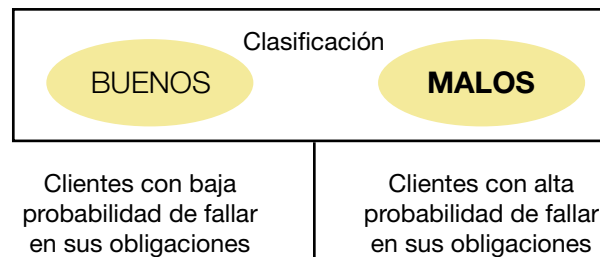 Clasificación
BUENOS
MALOS
Clientes con baja
probabilidad de fallar
en sus obligaciones
Clientes con alta
probabilidad de fallar
en sus obligaciones